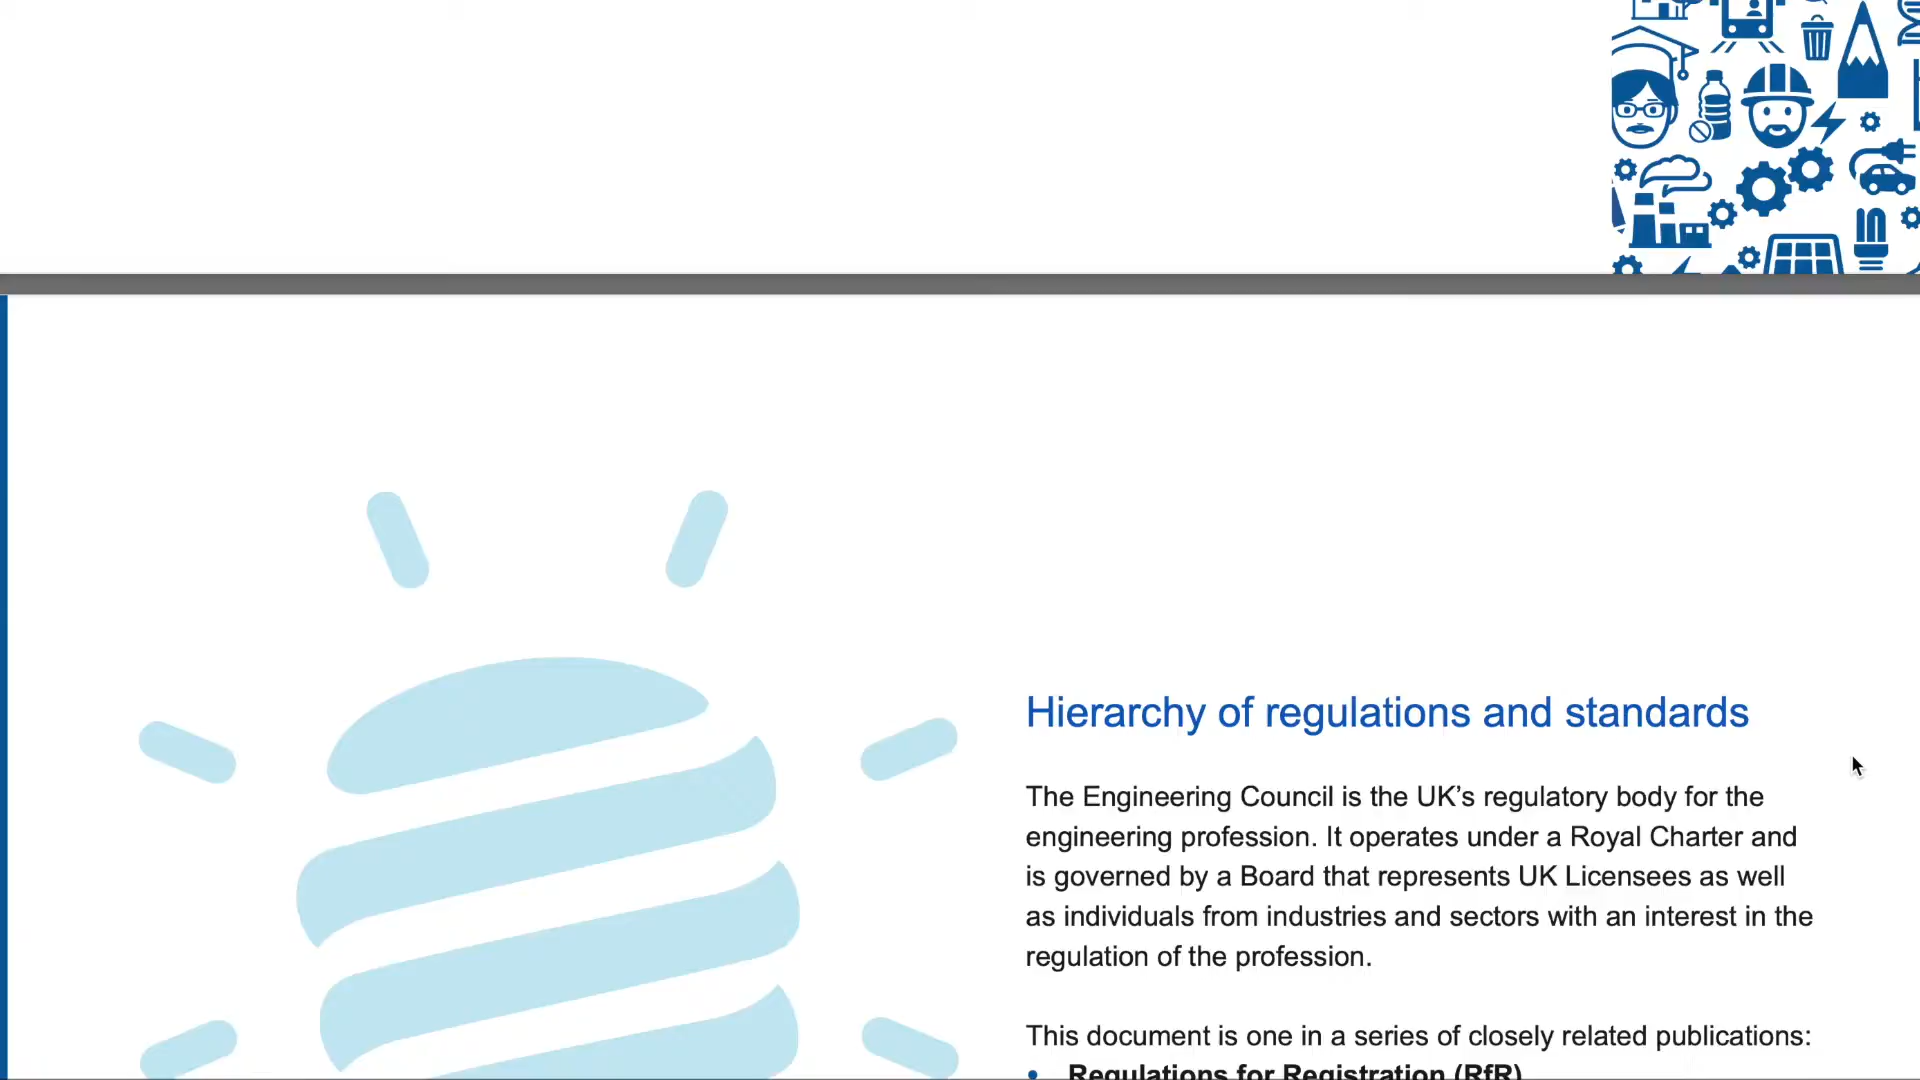 Hierarchy of regulations and standards
The Engineering Council is the UK’s regulatory body for the
engineering profession. It operates under a Royal Charter and
is governed by a Board that represents UK Licensees as well
as individuals from industries and sectors with an interest in the
regulation of the profession.
This document is one in a series of closely related publications:
• Regulations for Registration (RfR)